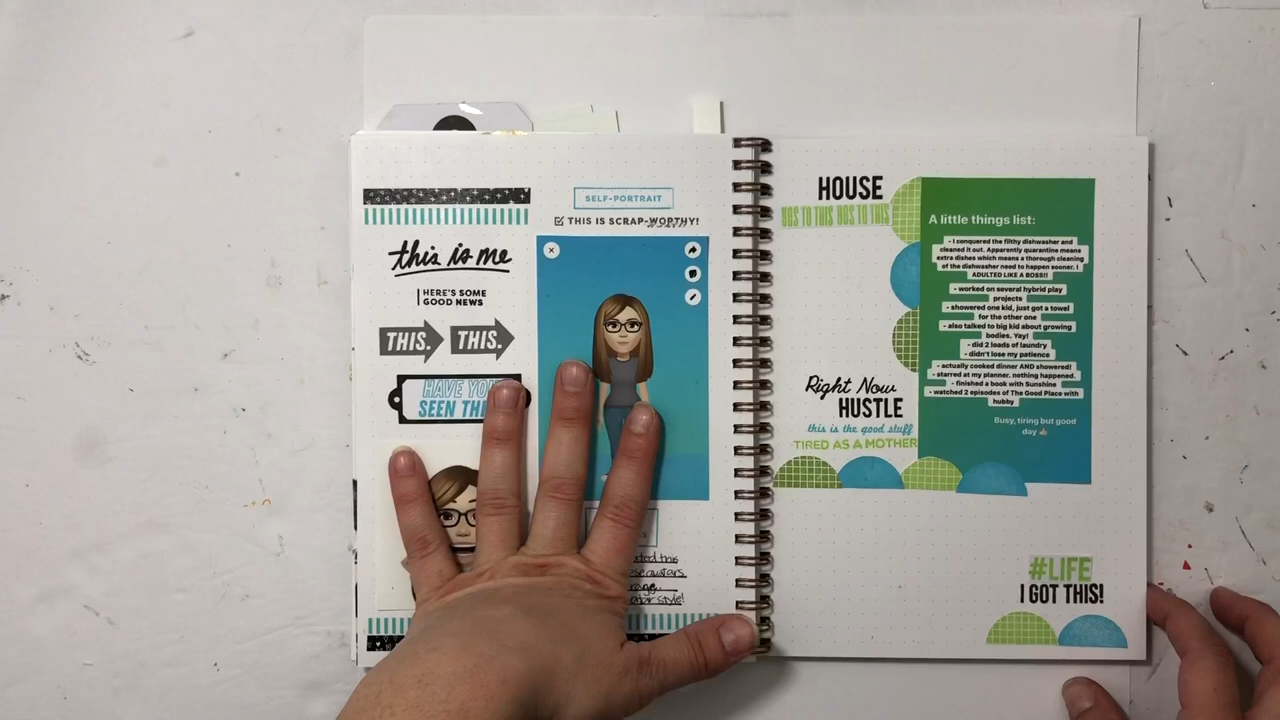 SELF-PORTRAIT
THIS IS SCRAP-WORTHY!
this is me
HERE'S SOME
GOOD NEWS
THIS. THIS.
HAVE YOU
SEEN
this
avatars
style!
HOUSE
this is the good stuff
TIRED AS A MOTHER
Right Now
HUSTLE
A little things list:
- I conquered the filthy dishwasher and
cleaned it out. Apparently quarantine means
extra dishes which means a thorough cleaning
of the dishwasher need to happen sooner. I
ADULTED LIKE A BOSS!!
- worked on several hybrid play
projects
- showered one kid, just got a towel
for the other one
- also talked to big kid about growing
bodies. Yay!
- did 2 loads of laundry
- didn't lose my patience
- actually cooked dinner AND showered!
- starred at my planner. nothing happened.
- finished a book with Sunshine
- watched 2 episodes of The Good Place with
hubby
Busy, tiring but good
day
#LIFE
I GOT THIS!